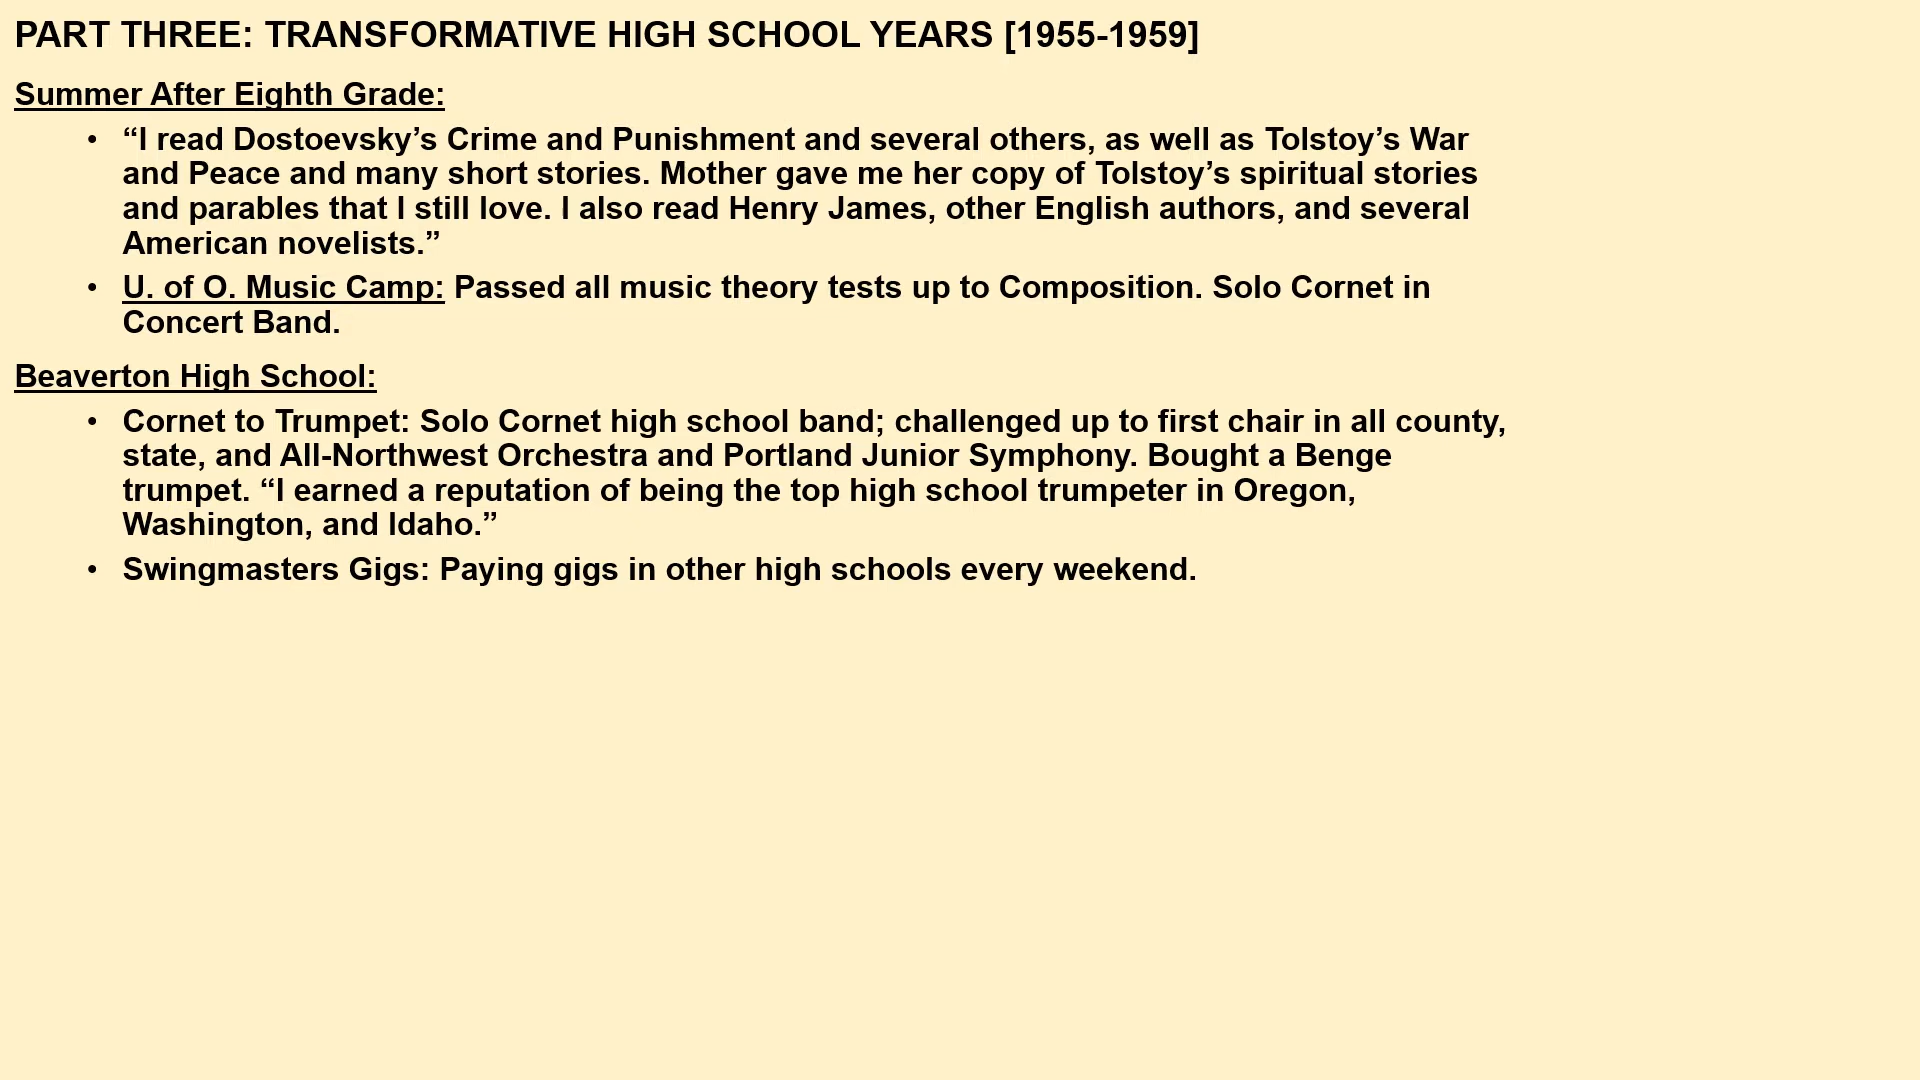 PART THREE: TRANSFORMATIVE HIGH SCHOOL YEARS [1955-1959]
Summer After Eighth Grade:
• “I read Dostoevsky’s Crime and Punishment and several others, as well as Tolstoy’s War
and Peace and many short stories. Mother gave me her copy of Tolstoy’s spiritual stories
and parables that I still love. I also read Henry James, other English authors, and several
American novelists.”
• U. of O. Music Camp: Passed all music theory tests up to Composition. Solo Cornet in
Concert Band.
Beaverton High School:
• Cornet to Trumpet: Solo Cornet high school band; challenged up to first chair in all county,
state, and All-Northwest Orchestra and Portland Junior Symphony. Bought a Benge
trumpet. “I earned a reputation of being the top high school trumpeter in Oregon,
Washington, and Idaho.”
• Swingmasters Gigs: Paying gigs in other high schools every weekend.